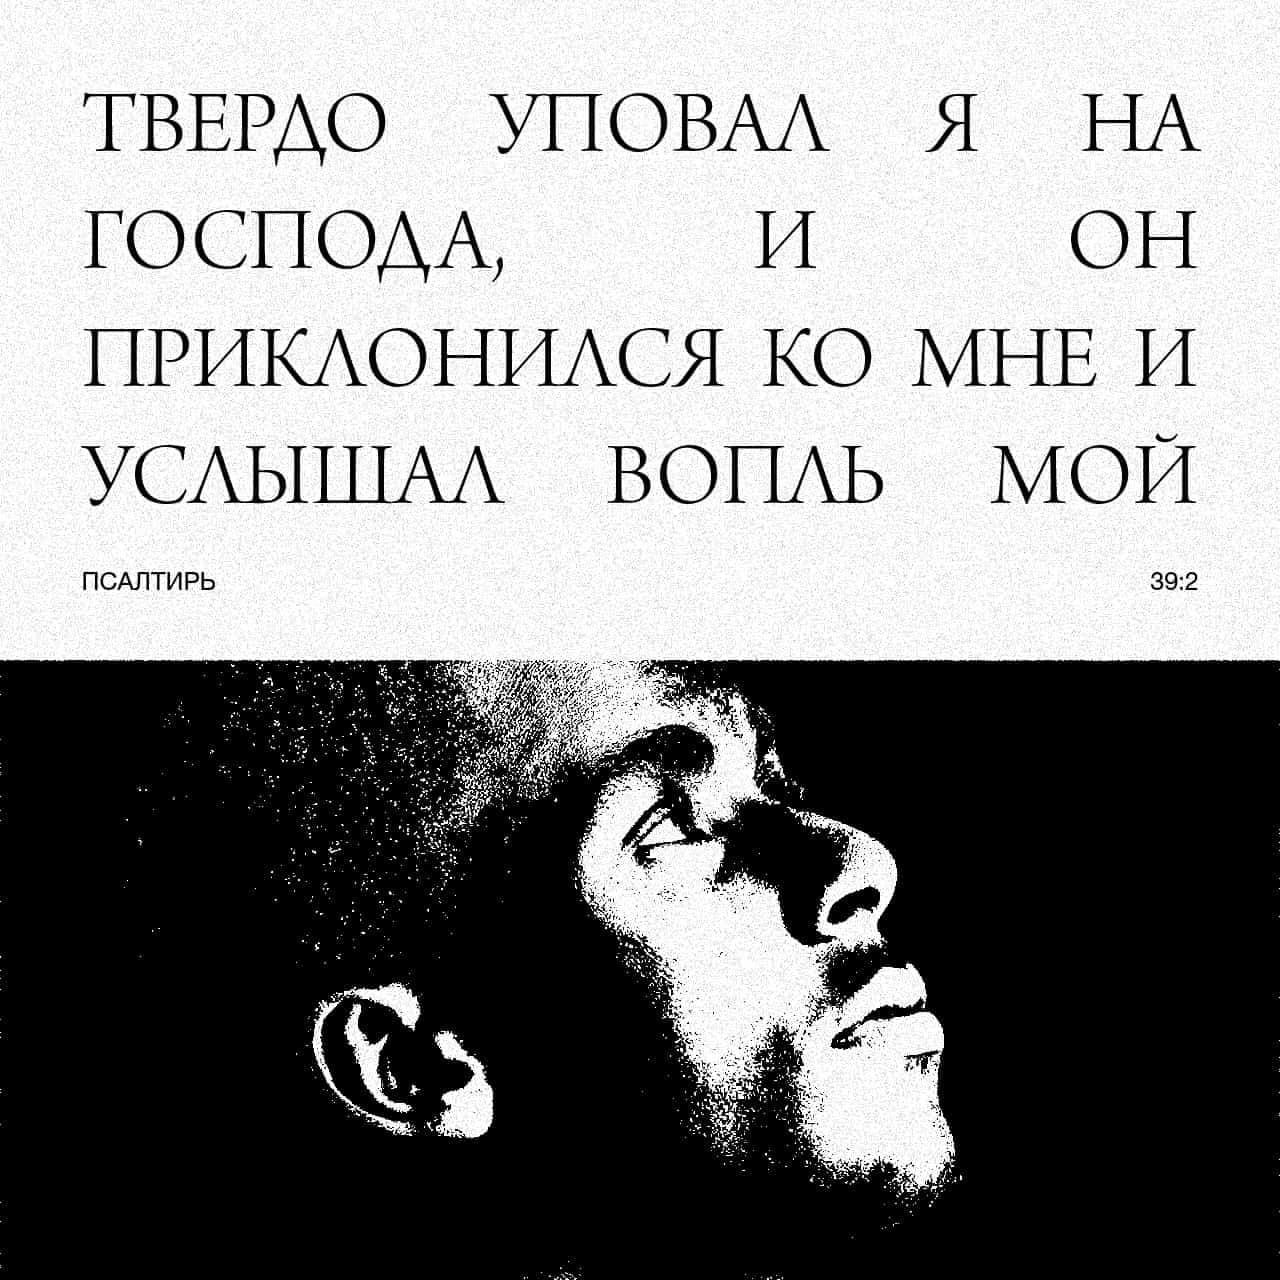 ТВЕРДО УПОВАЛ Я НА
ГОСПОДА, И ОН
ПРИКЛОНИЛСЯ КО МНЕ И
УСЛЫШАЛ ВОПЛЬ МОЙ
ПСАЛТИРЬ 39:2